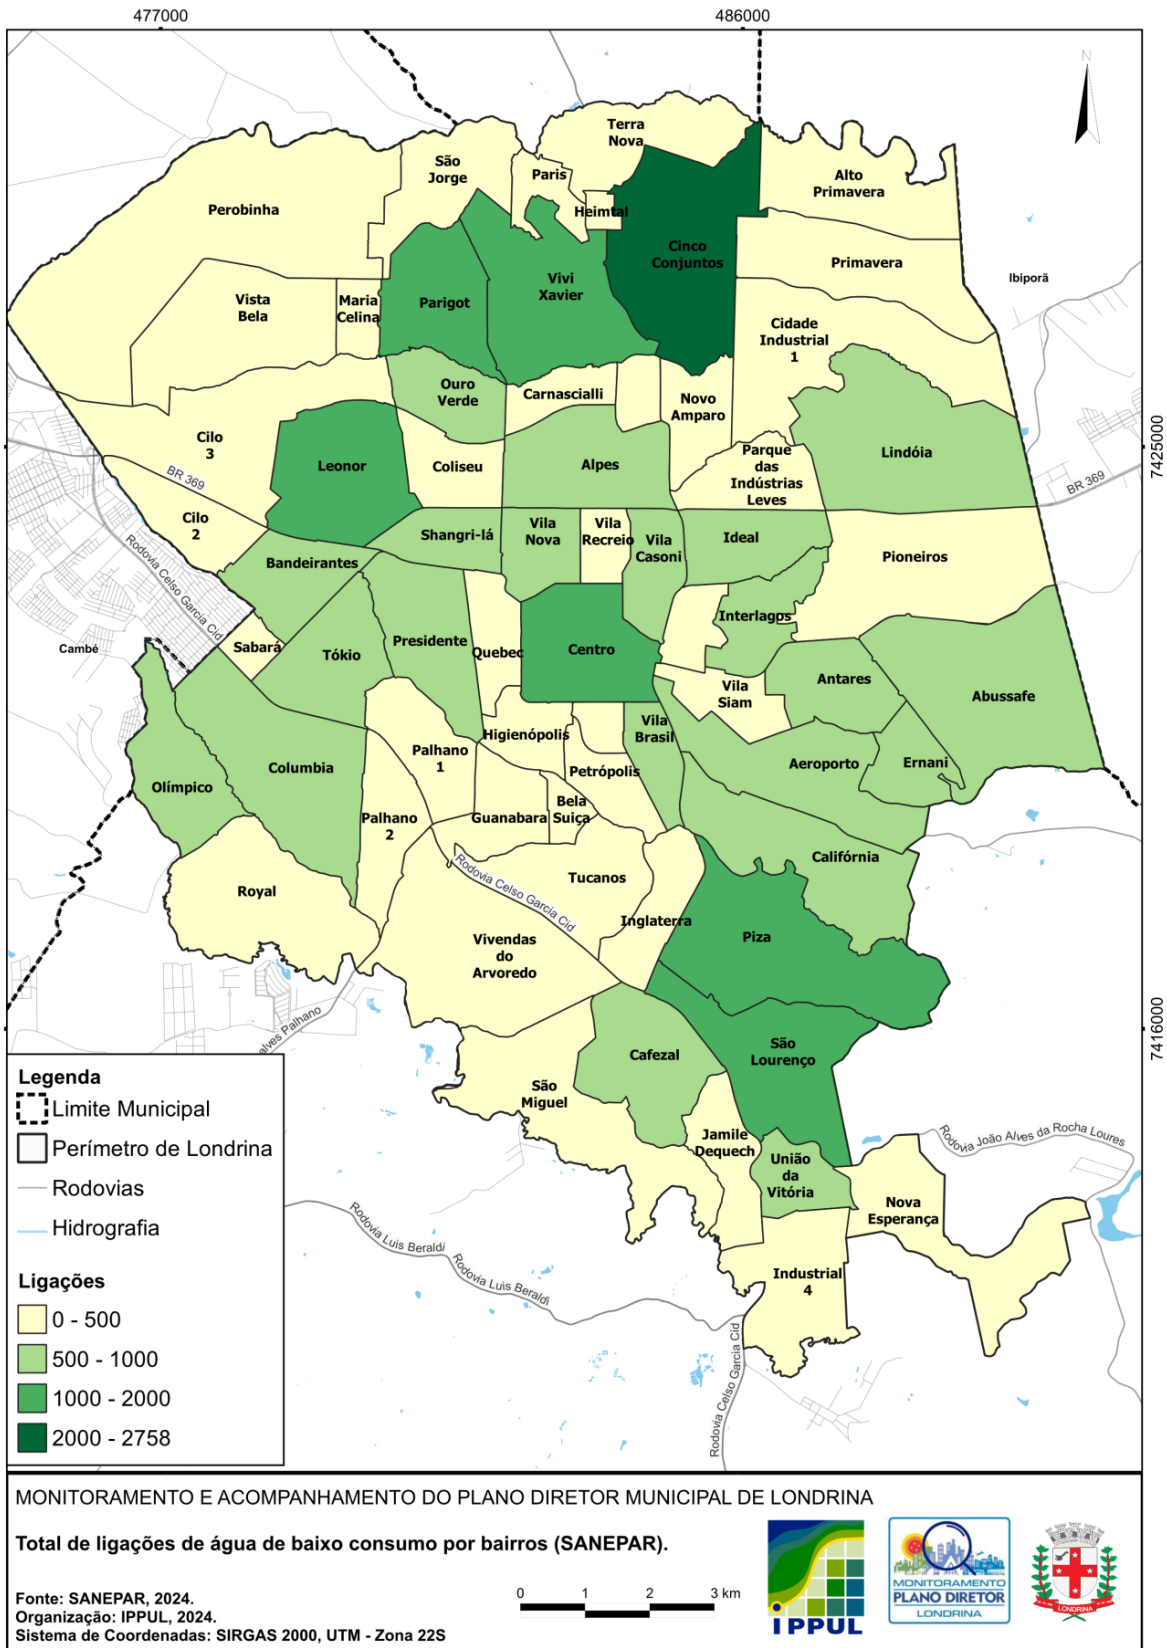 477000
486000
N
Terra
Nova
São
Jorge
Paris
Alto
Primavera
Perobinha
Heimtal
Cinco
Conjuntos
Primavera
Ibiporã
Vivi
Xavier
Vista
Bela
Maria
Celina
Parigot
Cidade
Industrial
1
Ouro
Verde
Carnascialli
Novo
Amparo
7425000
Cilo
3
Leonor
Coliseu
Alpes
Parque
das
Indústrias
Leves
Lindóia
BR 369
BR 369
Cilo
2
Shangri-lá
Vila
Nova
Vila
Recreio
Vila
Casoni
Ideal
Pioneiros
Bandeirantes
Rodovia Celso Garcia Cid
Interlagos
Cambé
Sabará
Tókio
Presidente
Quebec
Centro
Antares
Abussafe
Vila
Siam
Higienópolis
Vila
Brasil
Palhano
1
Petrópolis
Aeroporto
Ernani
Olímpico
Columbia
Palhano
2
Guanabara
Bela
Suiça
Califórnia
Royal
Rodovia Celso Garcia Cid
Tucanos
Inglaterra
Piza
Vivendas
do
Arvoredo
alves Palhano
7416000
Cafezal
São
Lourenço
São
Miguel
Jamile
Dequech
Rodovia João Alves da Rocha Loures
União
da
Vitória
Nova
Esperança
Rodovia Luis Beraldi
Rodovia Luis Beraldi
Industrial
4
Rodovia Celso Garcia Cid
Legenda
Limite Municipal
Perímetro de Londrina
Rodovias
Hidrografia
Ligações
0 - 500
500 - 1000
1000 - 2000
2000 - 2758
MONITORAMENTO E ACOMPANHAMENTO DO PLANO DIRETOR MUNICIPAL DE LONDRINA
Total de ligações de água de baixo consumo por bairros (SANEPAR).
Fonte: SANEPAR, 2024.
Organização: IPPUL, 2024.
Sistema de Coordenadas: SIRGAS 2000, UTM - Zona 22S
0 1 2 3 km
IPPUL
MONITORAMENTO
PLANO DIRETOR
LONDRINA
LONDRINA